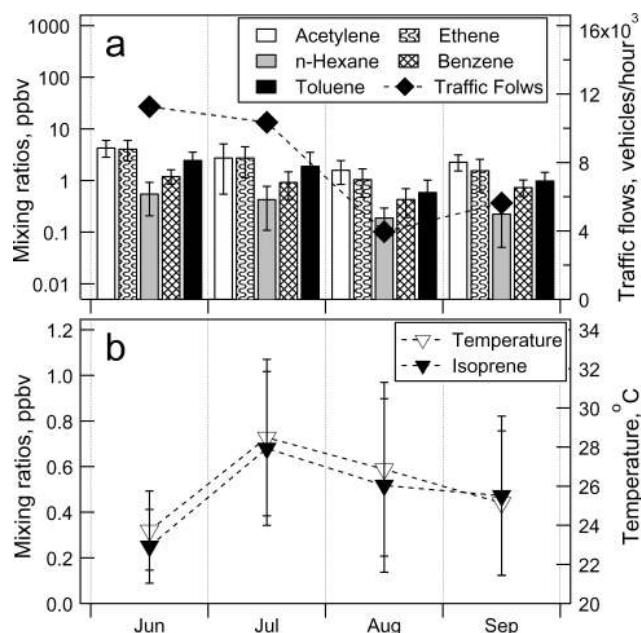 a
Acetylene
Ethene
n-Hexane
Benzene
Toluene
Traffic Folws
Mixing ratios, ppbv
1000
100
10
1
0.1
0.01
16x10³
12
8
4
0
Traffic flows, vehicles/hour
b
Temperature
Isoprene
Mixing ratios, ppbv
1.2
1.0
0.8
0.6
0.4
0.2
0.0
34
32
30
28
26
24
22
20
Temperature, °C
Jun Jul Aug Sep